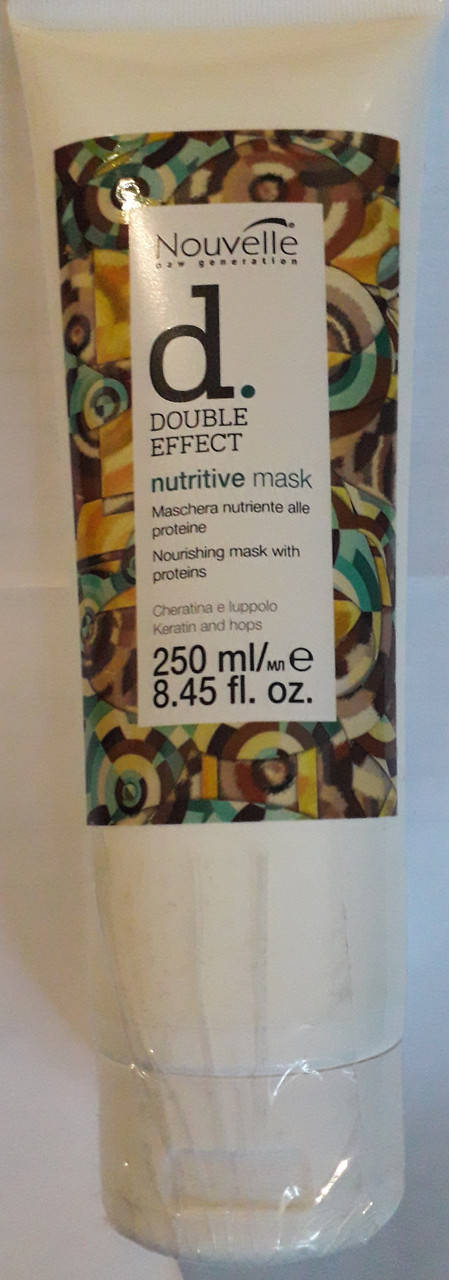 Nouvelle®
new generation
d.
DOUBLE
EFFECT
nutritive mask
Maschera nutriente alle
proteine
Nourishing mask with
proteins
Cheratina e luppolo
Keratin and hops
250 ml/мл e
8.45 fl. oz.